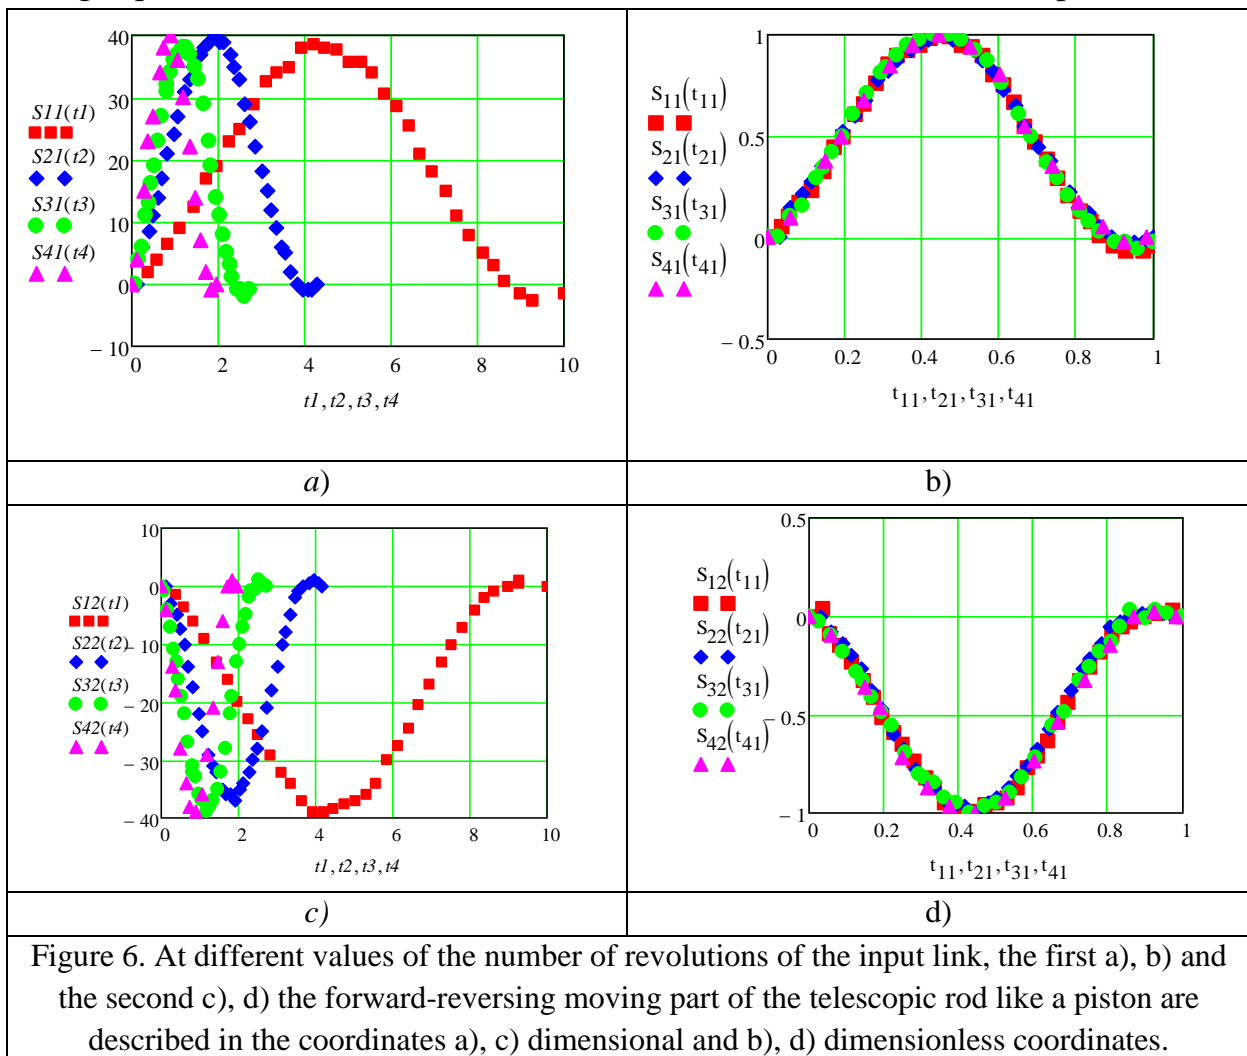 40
30
20
10
0
– 10
S11(t1)
S21(t2)
S31(t3)
S41(t4)
0 2 4 6 8 10
t1, t2, t3, t4
1
0.5
0
– 0.5
S11(t11)
S21(t21)
S31(t31)
S41(t41)
0 0.2 0.4 0.6 0.8 1
t11, t21, t31, t41
a)
b)
10
0
– 10
– 20
– 30
– 40
S12(t1)
S22(t2)
S32(t3)
S42(t4)
0 2 4 6 8 10
t1, t2, t3, t4
0.5
0
– 0.5
– 1
S12(t11)
S22(t21)
S32(t31)
S42(t41)
0 0.2 0.4 0.6 0.8 1
t11, t21, t31, t41
c)
d)
Figure 6. At different values of the number of revolutions of the input link, the first a), b) and
the second c), d) the forward-reversing moving part of the telescopic rod like a piston are
described in the coordinates a), c) dimensional and b), d) dimensionless coordinates.